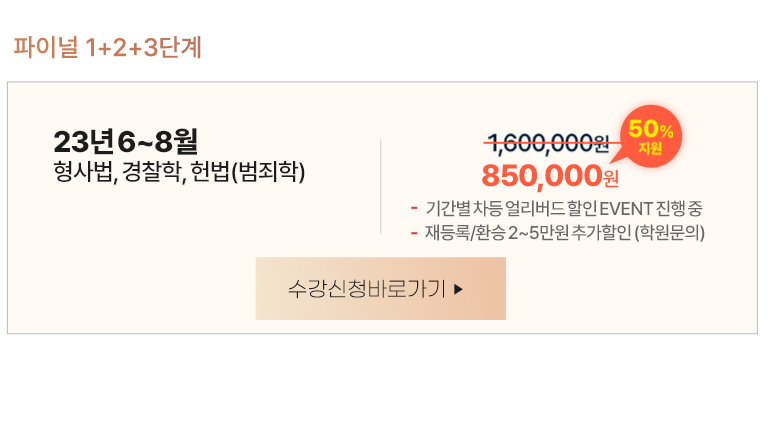 파이널 1+2+3단계
23년 6~8월
형사법, 경찰학, 헌법(범죄학)
1,600,000원
50%
지원
850,000원
- 기간별 차등 얼리버드 할인 EVENT 진행 중
- 재등록/환승 2~5만원 추가할인 (학원문의)
수강신청바로가기 ▶